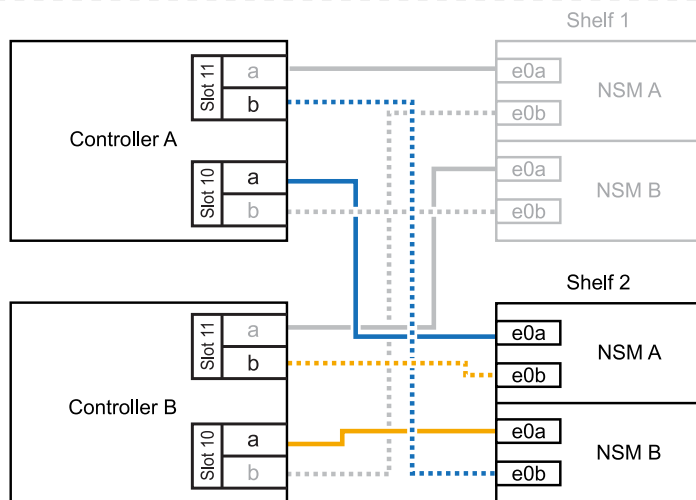 Shelf 1
Slot 11
a
b
Controller A
Slot 10
a
b
e0a
e0b
NSM A
e0a
e0b
NSM B
Shelf 2
Slot 11
a
b
Controller B
Slot 10
a
b
e0a
e0b
NSM A
e0a
e0b
NSM B